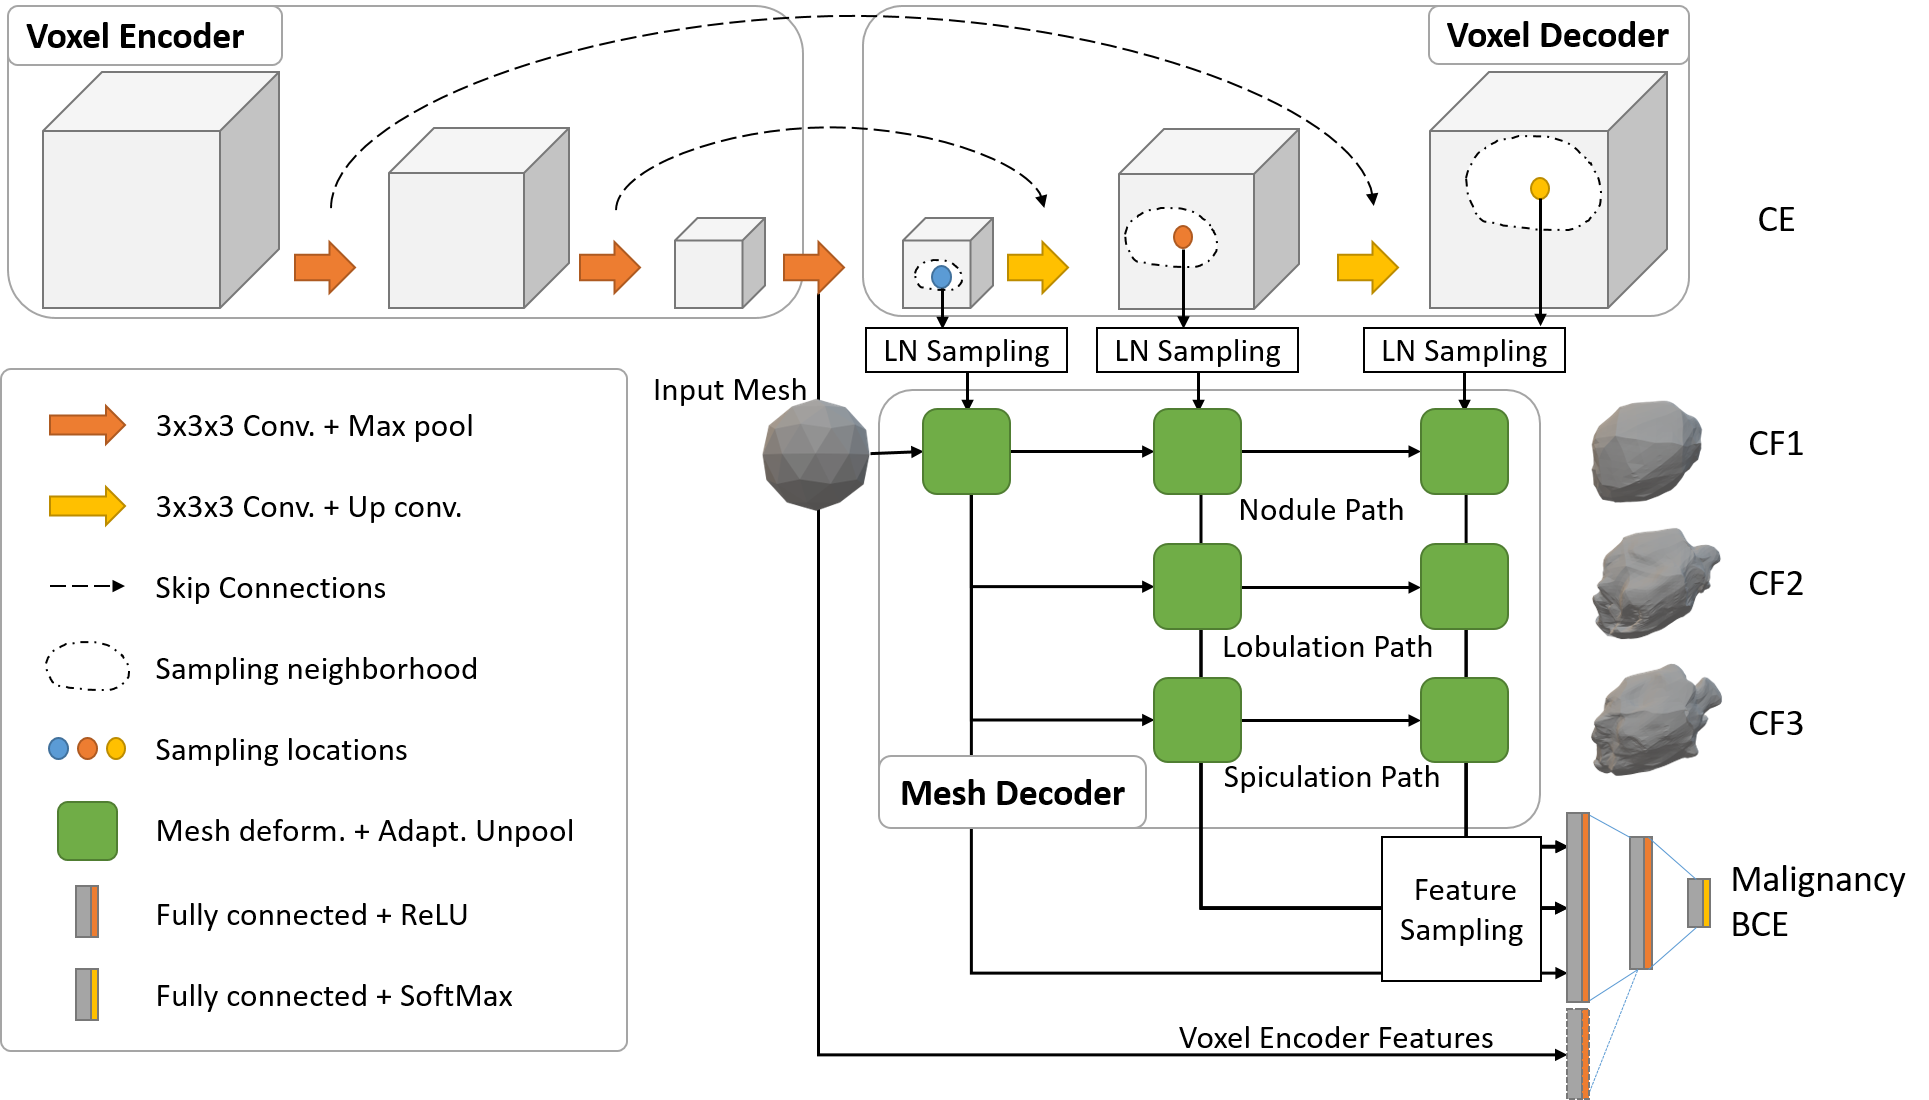 Voxel Encoder
Voxel Decoder
CE
LN Sampling
LN Sampling
LN Sampling
Input Mesh
CF1
Nodule Path
CF2
Lobulation Path
CF3
Spiculation Path
Mesh Decoder
Feature
Sampling
Malignancy
BCE
Voxel Encoder Features
3x3x3 Conv. + Max pool
3x3x3 Conv. + Up conv.
Skip Connections
Sampling neighborhood
Sampling locations
Mesh deform. + Adapt. Unpool
Fully connected + ReLU
Fully connected + SoftMax